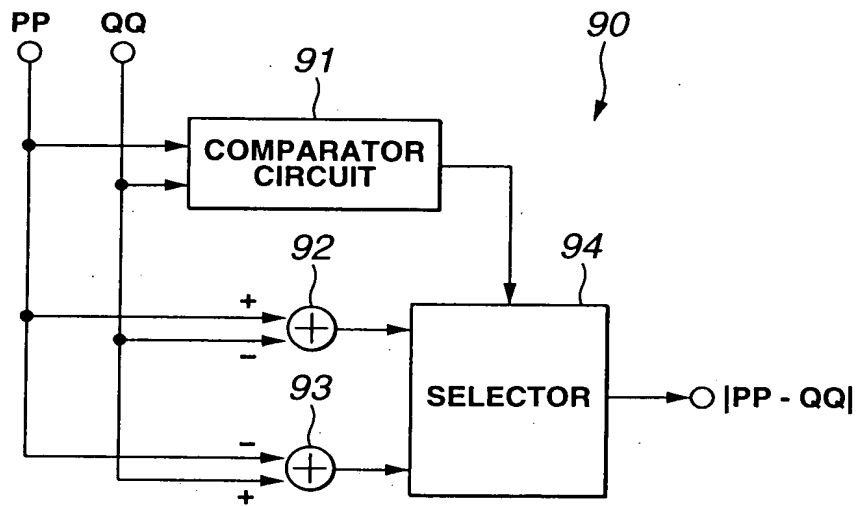 PP QQ
90
91
COMPARATOR
CIRCUIT
92
94
+
−
SELECTOR
|PP - QQ|
93
−
+